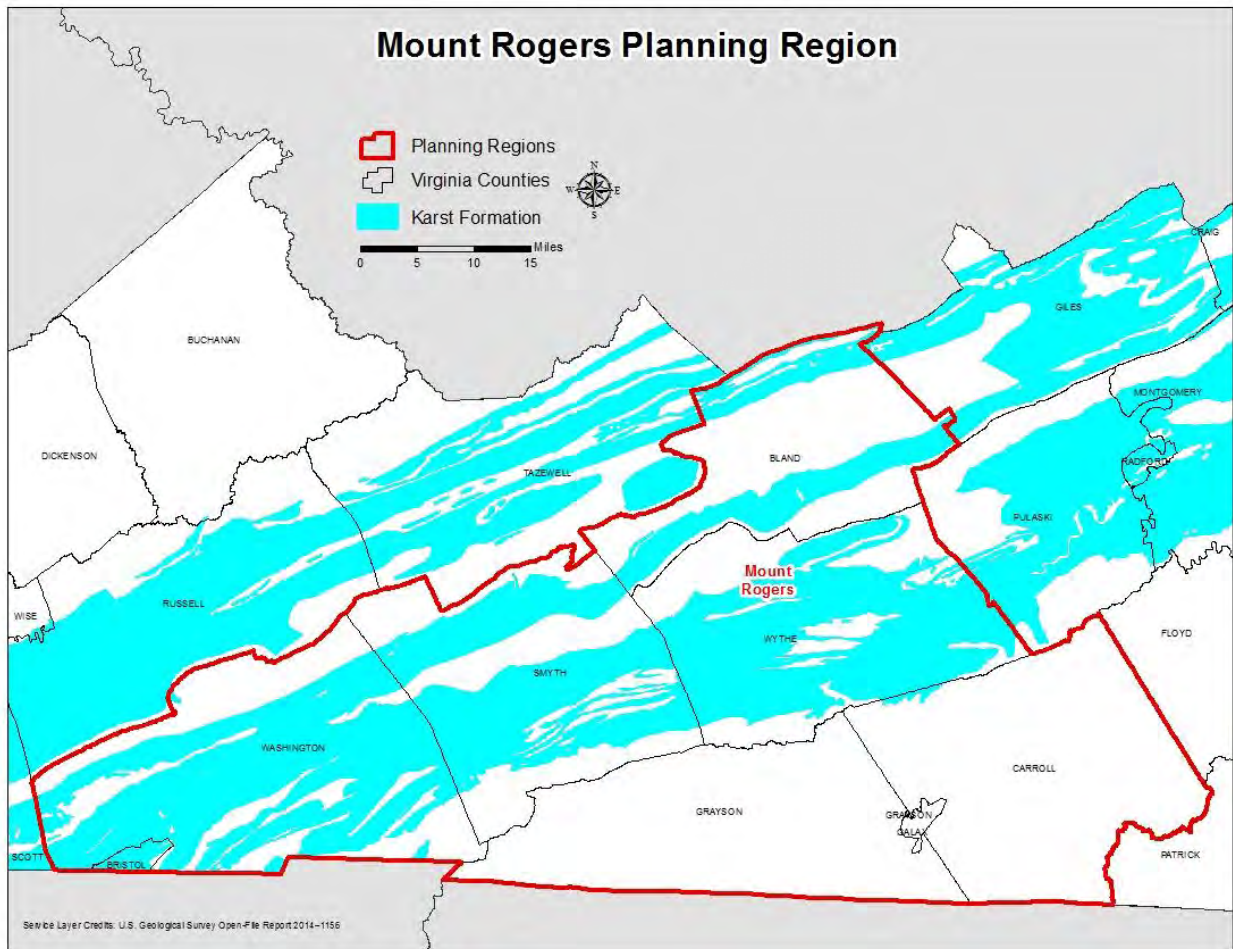 Mount Rogers Planning Region
Planning Regions
Virginia Counties
Karst Formation
N
W
E
S
Miles
0 5 10 15
CRAIG
GILES
BUCHANAN
MONTGOMERY
DICKENSON
BLAND
RADFORD
TAZEWELL
PULASKI
Mount
Rogers
RUSSELL
WISE
FLOYD
WYTHE
SMYTH
WASHINGTON
CARROLL
GRAYSON
GRAYSON
GALAX
SCOTT
BRISTOL
PATRICK
Service Layer Credits: U.S. Geological Survey Open-File Report 2014–1156